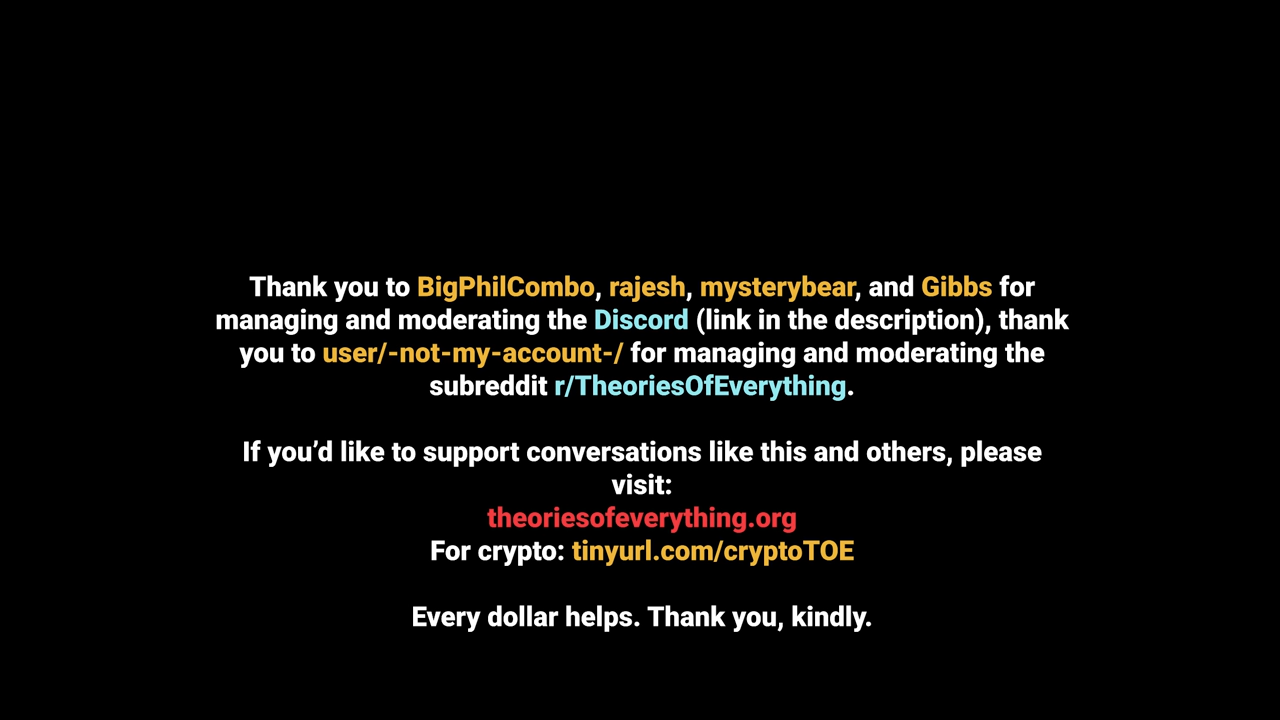 Thank you to BigPhilCombo, rajesh, mysterybear, and Gibbs for
managing and moderating the Discord (link in the description), thank
you to user/-not-my-account-/ for managing and moderating the
subreddit r/TheoriesOfEverything.
If you’d like to support conversations like this and others, please
visit:
theoriesofeverything.org
For crypto: tinyurl.com/cryptoTOE
Every dollar helps. Thank you, kindly.